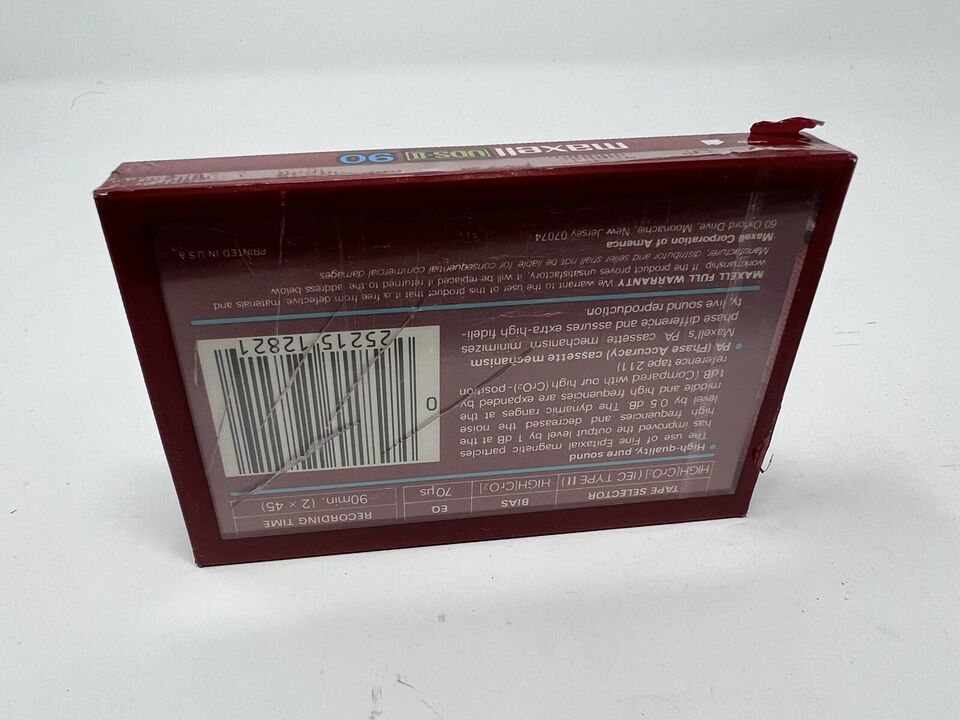 maxell UDS-II 90
TAPE SELECTOR BIAS EQ RECORDING TIME
HIGH(CrO₂)(IEC TYPE II) HIGH(CrO₂) 70µs 90min. (2 × 45)
• High-quality, pure sound
The use of Fine Epitaxial magnetic particles
has improved the output level by 1 dB at the
high frequencies and decreased the noise
level by 0.5 dB. The dynamic ranges at the
middle and high frequencies are expanded by
1dB (Compared with our high (CrO₂)-position
reference tape 211)
• PA (Phase Accuracy) cassette mechanism
Maxell's PA cassette mechanism minimizes
phase difference and assures extra-high fideli-
ty, live sound reproduction.
0 25215 12821
MAXELL FULL WARRANTY We warrant to the user of this product that it is free from defective materials and
workmanship. If the product proves unsatisfactory, it will be replaced if returned to the address below
Manufacturer, distributor and seller shall not be liable for consequential commercial damages.
Maxell Corporation of America
60 Oxford Drive, Moonachie, New Jersey 07074
PRINTED IN U.S.A